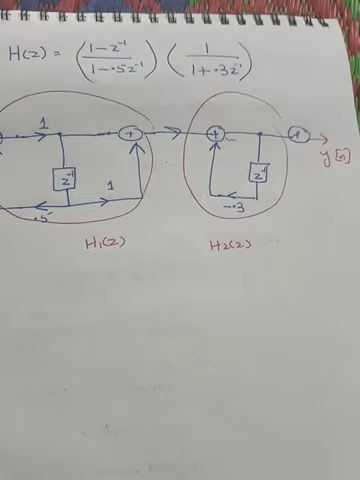 H(z) = (1-z⁻¹ / 1-.5z⁻¹) (1 / 1+.3z⁻¹)
1
+
+
+
y[n]
z⁻¹
z⁻¹
1
.5
-.3
H₁(z)
H₂(z)